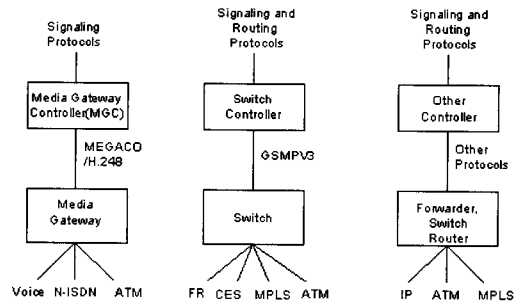 Signaling
Protocols
Media Gateway
Controller(MGC)
MEGACO
/H.248
Media
Gateway
Voice N-ISDN ATM
Signaling and
Routing
Protocols
Switch
Controller
GSMPV3
Switch
FR CES MPLS ATM
Signaling and
Routing
Protocols
Other
Controller
Other
Protocols
Forwarder,
Switch
Router
IP ATM MPLS